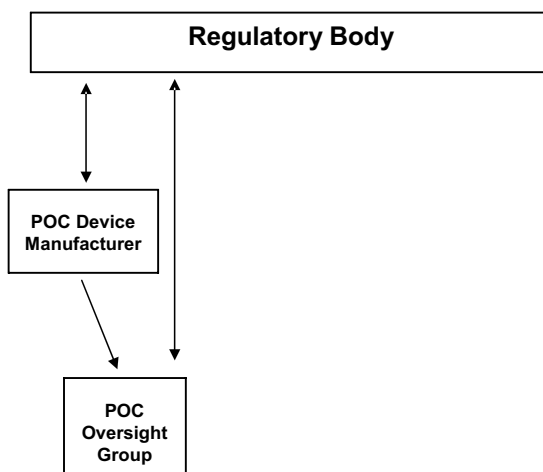 Regulatory Body
POC Device
Manufacturer
POC
Oversight
Group